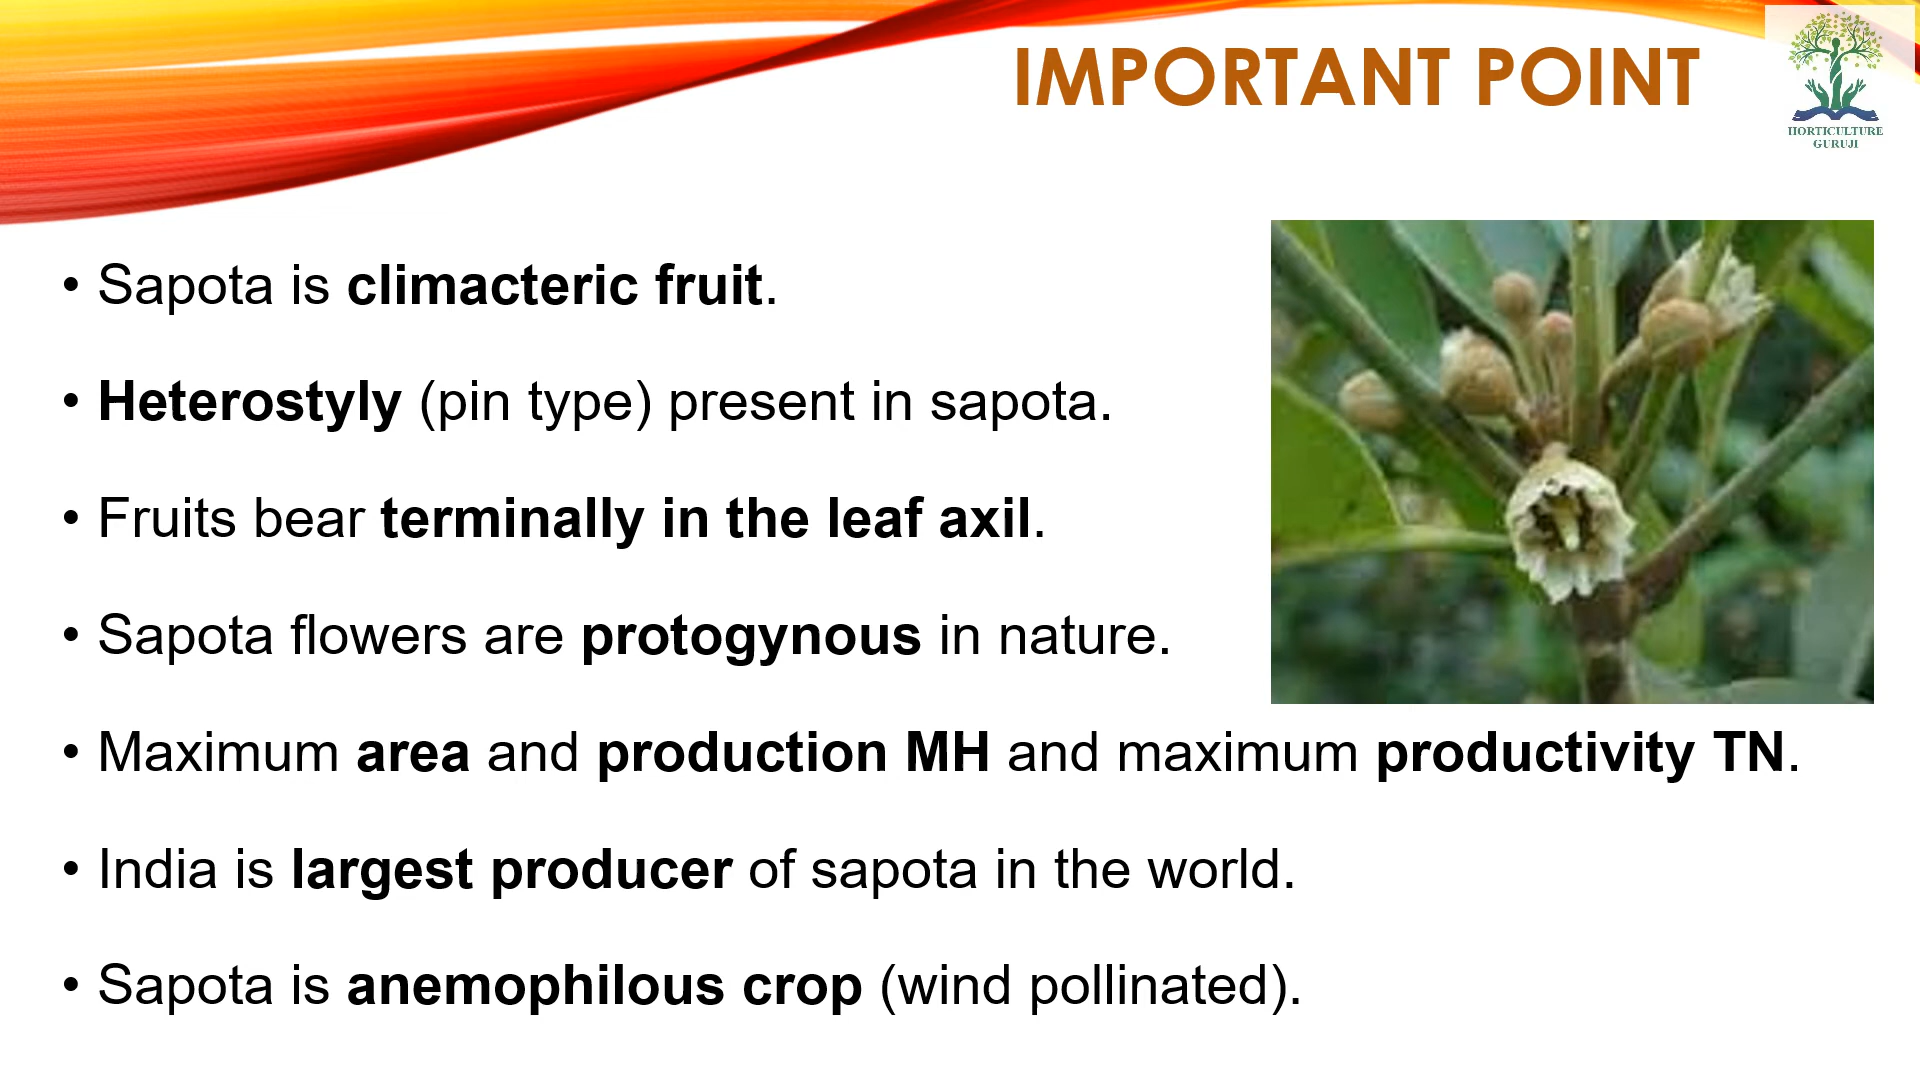 IMPORTANT POINT
HORTICULTURE
GURUJI
• Sapota is climacteric fruit.
• Heterostyly (pin type) present in sapota.
• Fruits bear terminally in the leaf axil.
• Sapota flowers are protogynous in nature.
• Maximum area and production MH and maximum productivity TN.
• India is largest producer of sapota in the world.
• Sapota is anemophilous crop (wind pollinated).